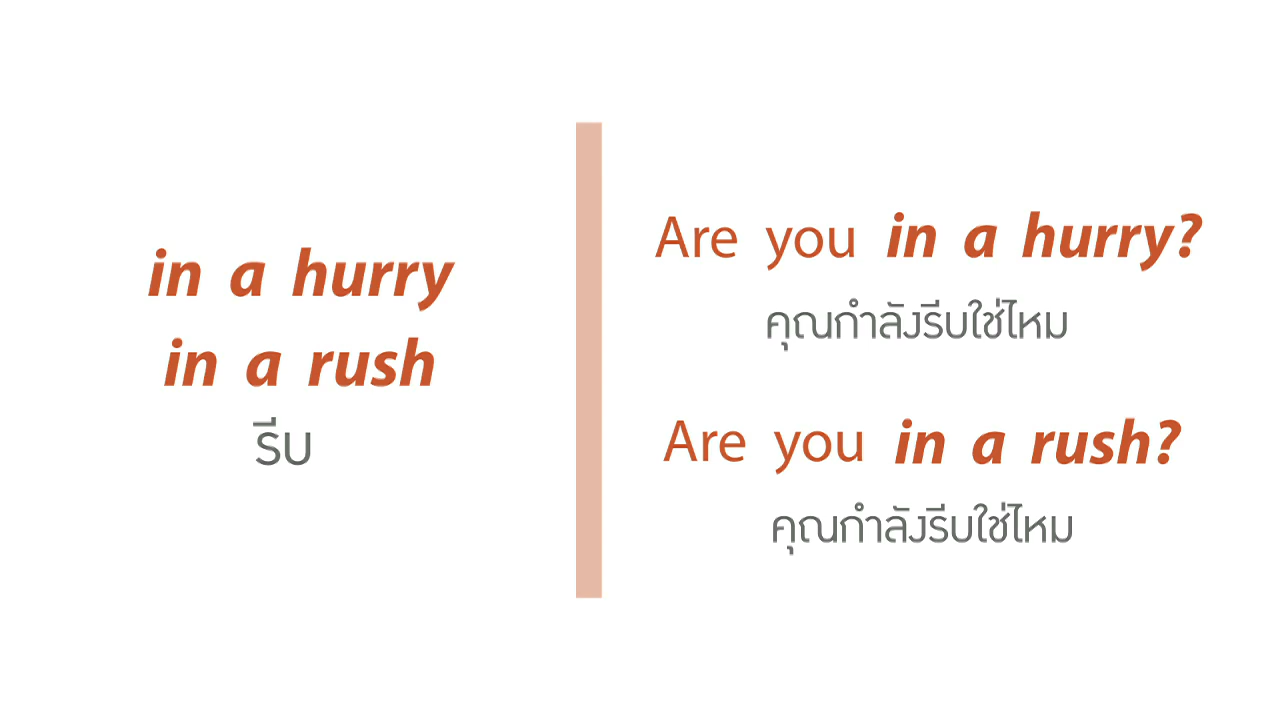 in a hurry
in a rush
รีบ
Are you in a hurry?
คุณกำลังรีบใช่ไหม
Are you in a rush?
คุณกำลังรีบใช่ไหม